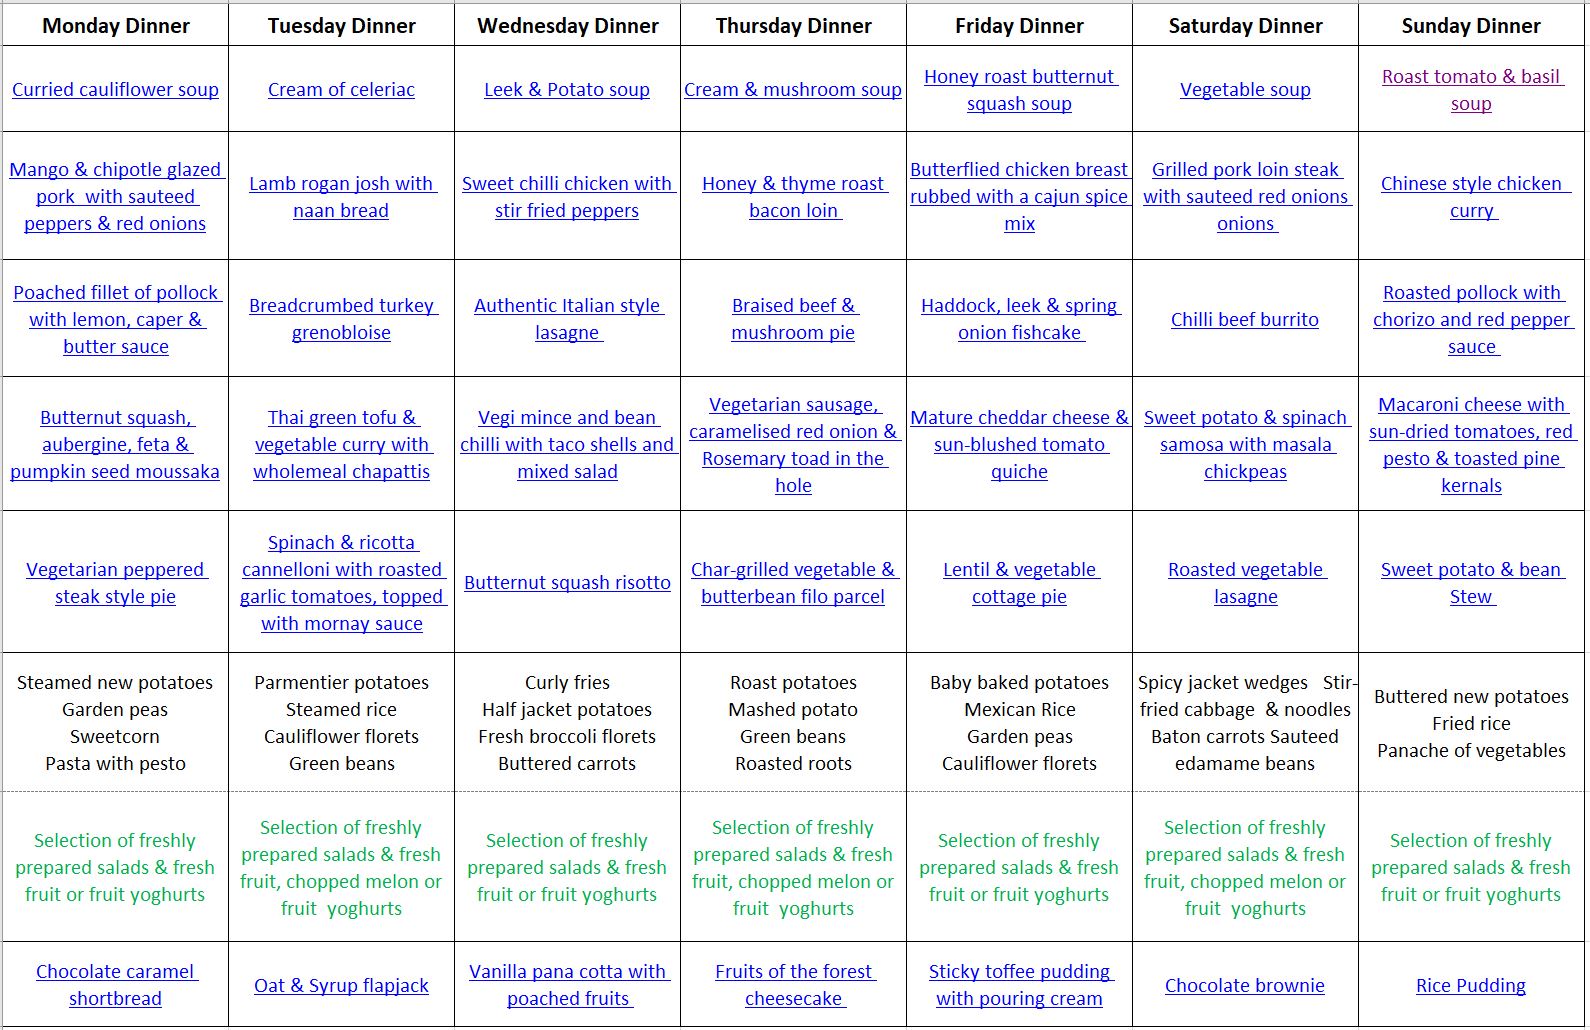 Monday Dinner
Tuesday Dinner
Wednesday Dinner
Thursday Dinner
Friday Dinner
Saturday Dinner
Sunday Dinner
Curried cauliflower soup
Cream of celeriac
Leek & Potato soup
Cream & mushroom soup
Honey roast butternut
squash soup
Vegetable soup
Roast tomato & basil
soup
Mango & chipotle glazed
pork with sauteed
peppers & red onions
Lamb rogan josh with
naan bread
Sweet chilli chicken with
stir fried peppers
Honey & thyme roast
bacon loin
Butterflied chicken breast
rubbed with a cajun spice
mix
Grilled pork loin steak
with sauteed red onions
onions
Chinese style chicken
curry
Poached fillet of pollock
with lemon, caper &
butter sauce
Breadcrumbed turkey
grenobloise
Authentic Italian style
lasagne
Braised beef &
mushroom pie
Haddock, leek & spring
onion fishcake
Chilli beef burrito
Roasted pollock with
chorizo and red pepper
sauce
Butternut squash,
aubergine, feta &
pumpkin seed moussaka
Thai green tofu &
vegetable curry with
wholemeal chapattis
Vegi mince and bean
chilli with taco shells and
mixed salad
Vegetarian sausage,
caramelised red onion &
Rosemary toad in the
hole
Mature cheddar cheese &
sun-blushed tomato
quiche
Sweet potato & spinach
samosa with masala
chickpeas
Macaroni cheese with
sun-dried tomatoes, red
pesto & toasted pine
kernals
Vegetarian peppered
steak style pie
Spinach & ricotta
cannelloni with roasted
garlic tomatoes, topped
with mornay sauce
Butternut squash risotto
Char-grilled vegetable &
butterbean filo parcel
Lentil & vegetable
cottage pie
Roasted vegetable
lasagne
Sweet potato & bean
Stew
Steamed new potatoes
Garden peas
Sweetcorn
Pasta with pesto
Parmentier potatoes
Steamed rice
Cauliflower florets
Green beans
Curly fries
Half jacket potatoes
Fresh broccoli florets
Buttered carrots
Roast potatoes
Mashed potato
Green beans
Roasted roots
Baby baked potatoes
Mexican Rice
Garden peas
Cauliflower florets
Spicy jacket wedges Stir-
fried cabbage & noodles
Baton carrots Sauteed
edamame beans
Buttered new potatoes
Fried rice
Panache of vegetables
Selection of freshly
prepared salads & fresh
fruit or fruit yoghurts
Selection of freshly
prepared salads & fresh
fruit, chopped melon or
fruit yoghurts
Selection of freshly
prepared salads & fresh
fruit or fruit yoghurts
Selection of freshly
prepared salads & fresh
fruit, chopped melon or
fruit yoghurts
Selection of freshly
prepared salads & fresh
fruit or fruit yoghurts
Selection of freshly
prepared salads & fresh
fruit, chopped melon or
fruit yoghurts
Selection of freshly
prepared salads & fresh
fruit or fruit yoghurts
Chocolate caramel
shortbread
Oat & Syrup flapjack
Vanilla pana cotta with
poached fruits
Fruits of the forest
cheesecake
Sticky toffee pudding
with pouring cream
Chocolate brownie
Rice Pudding